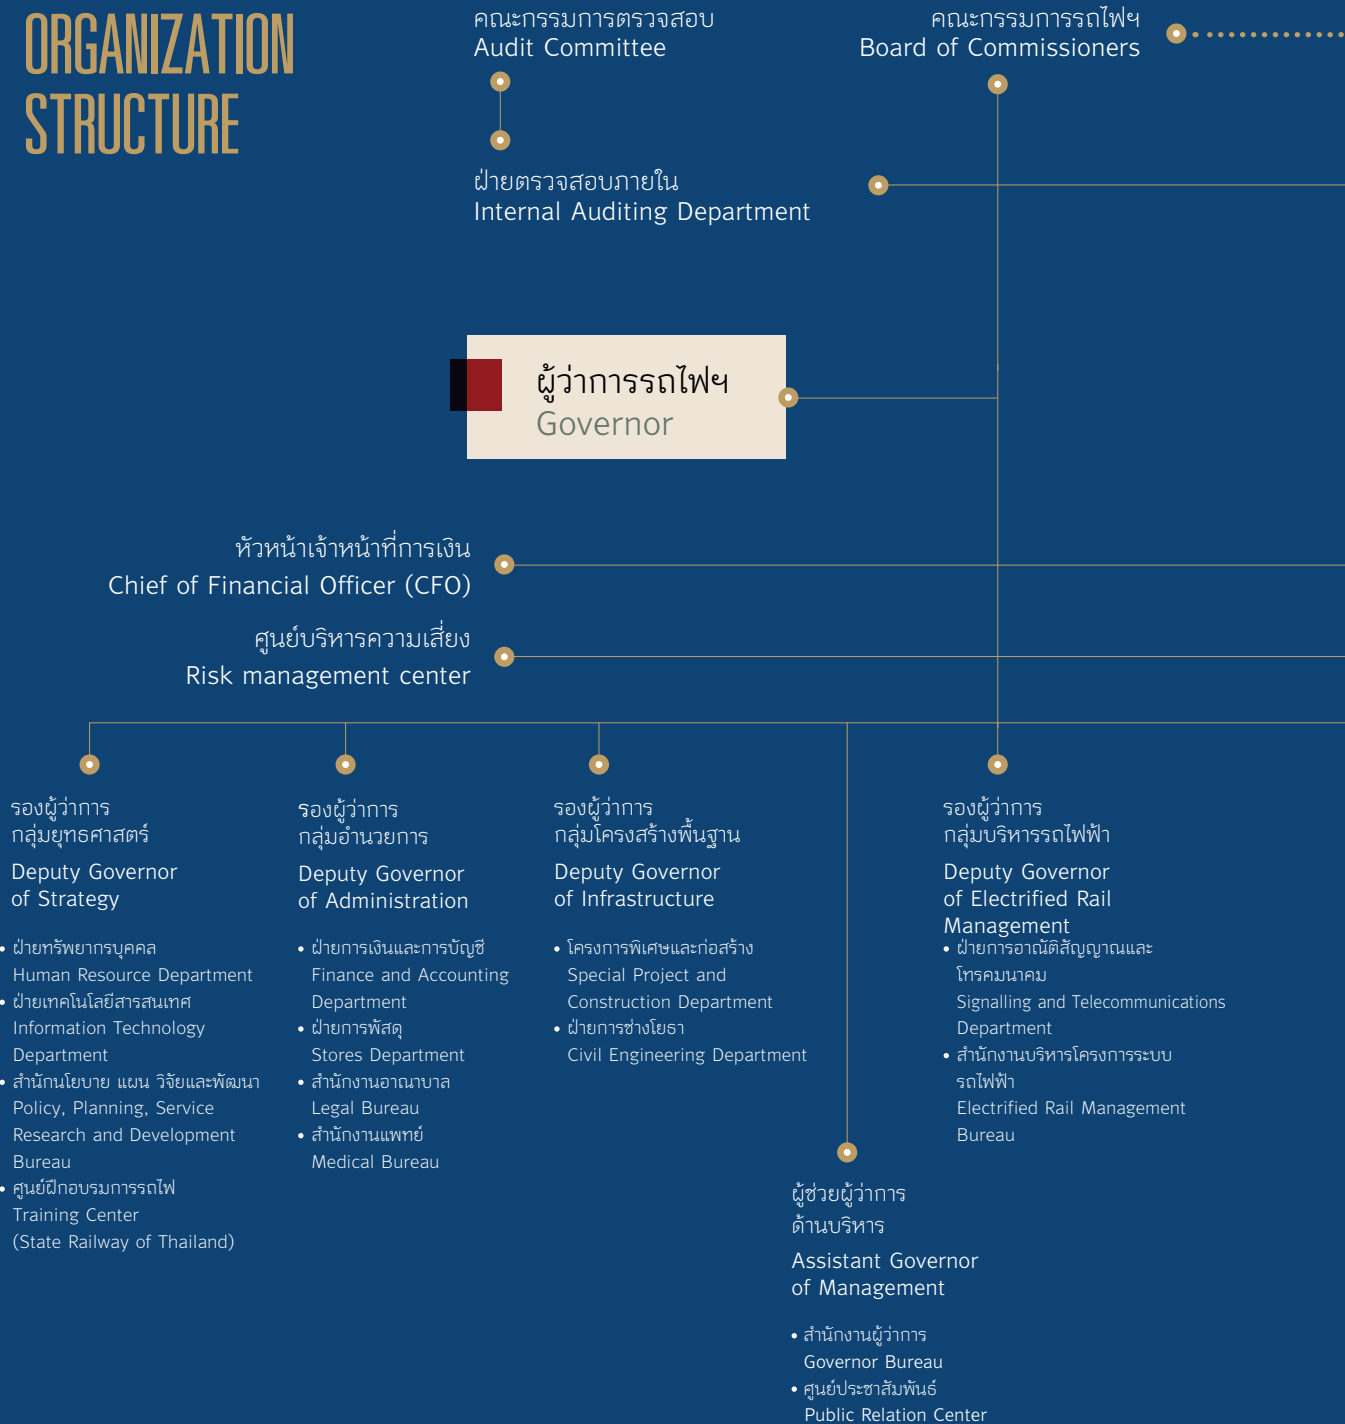 ORGANIZATION
STRUCTURE
คณะกรรมการตรวจสอบ
Audit Committee
คณะกรรมการรถไฟฯ
Board of Commissioners
ฝ่ายตรวจสอบภายใน
Internal Auditing Department
ผู้ว่าการรถไฟฯ
Governor
หัวหน้าเจ้าหน้าที่การเงิน
Chief of Financial Officer (CFO)
ศูนย์บริหารความเสี่ยง
Risk management center
รองผู้ว่าการ
กลุ่มยุทธศาสตร์
Deputy Governor
of Strategy
• ฝ่ายทรัพยากรบุคคล
Human Resource Department
• ฝ่ายเทคโนโลยีสารสนเทศ
Information Technology
Department
• สำนักนโยบาย แผน วิจัยและพัฒนา
Policy, Planning, Service
Research and Development
Bureau
• ศูนย์ฝึกอบรมการรถไฟ
Training Center
(State Railway of Thailand)
รองผู้ว่าการ
กลุ่มอำนวยการ
Deputy Governor
of Administration
• ฝ่ายการเงินและการบัญชี
Finance and Accounting
Department
• ฝ่ายการพัสดุ
Stores Department
• สำนักงานอาณาบาล
Legal Bureau
• สำนักงานแพทย์
Medical Bureau
รองผู้ว่าการ
กลุ่มโครงสร้างพื้นฐาน
Deputy Governor
of Infrastructure
• โครงการพิเศษและก่อสร้าง
Special Project and
Construction Department
• ฝ่ายการช่างโยธา
Civil Engineering Department
ผู้ช่วยผู้ว่าการ
ด้านบริหาร
Assistant Governor
of Management
• สำนักงานผู้ว่าการ
Governor Bureau
• ศูนย์ประชาสัมพันธ์
Public Relation Center
รองผู้ว่าการ
กลุ่มบริหารรถไฟฟ้า
Deputy Governor
of Electrified Rail
Management
• ฝ่ายการอาณัติสัญญาณและ
โทรคมนาคม
Signalling and Telecommunications
Department
• สำนักงานบริหารโครงการระบบ
รถไฟฟ้า
Electrified Rail Management
Bureau